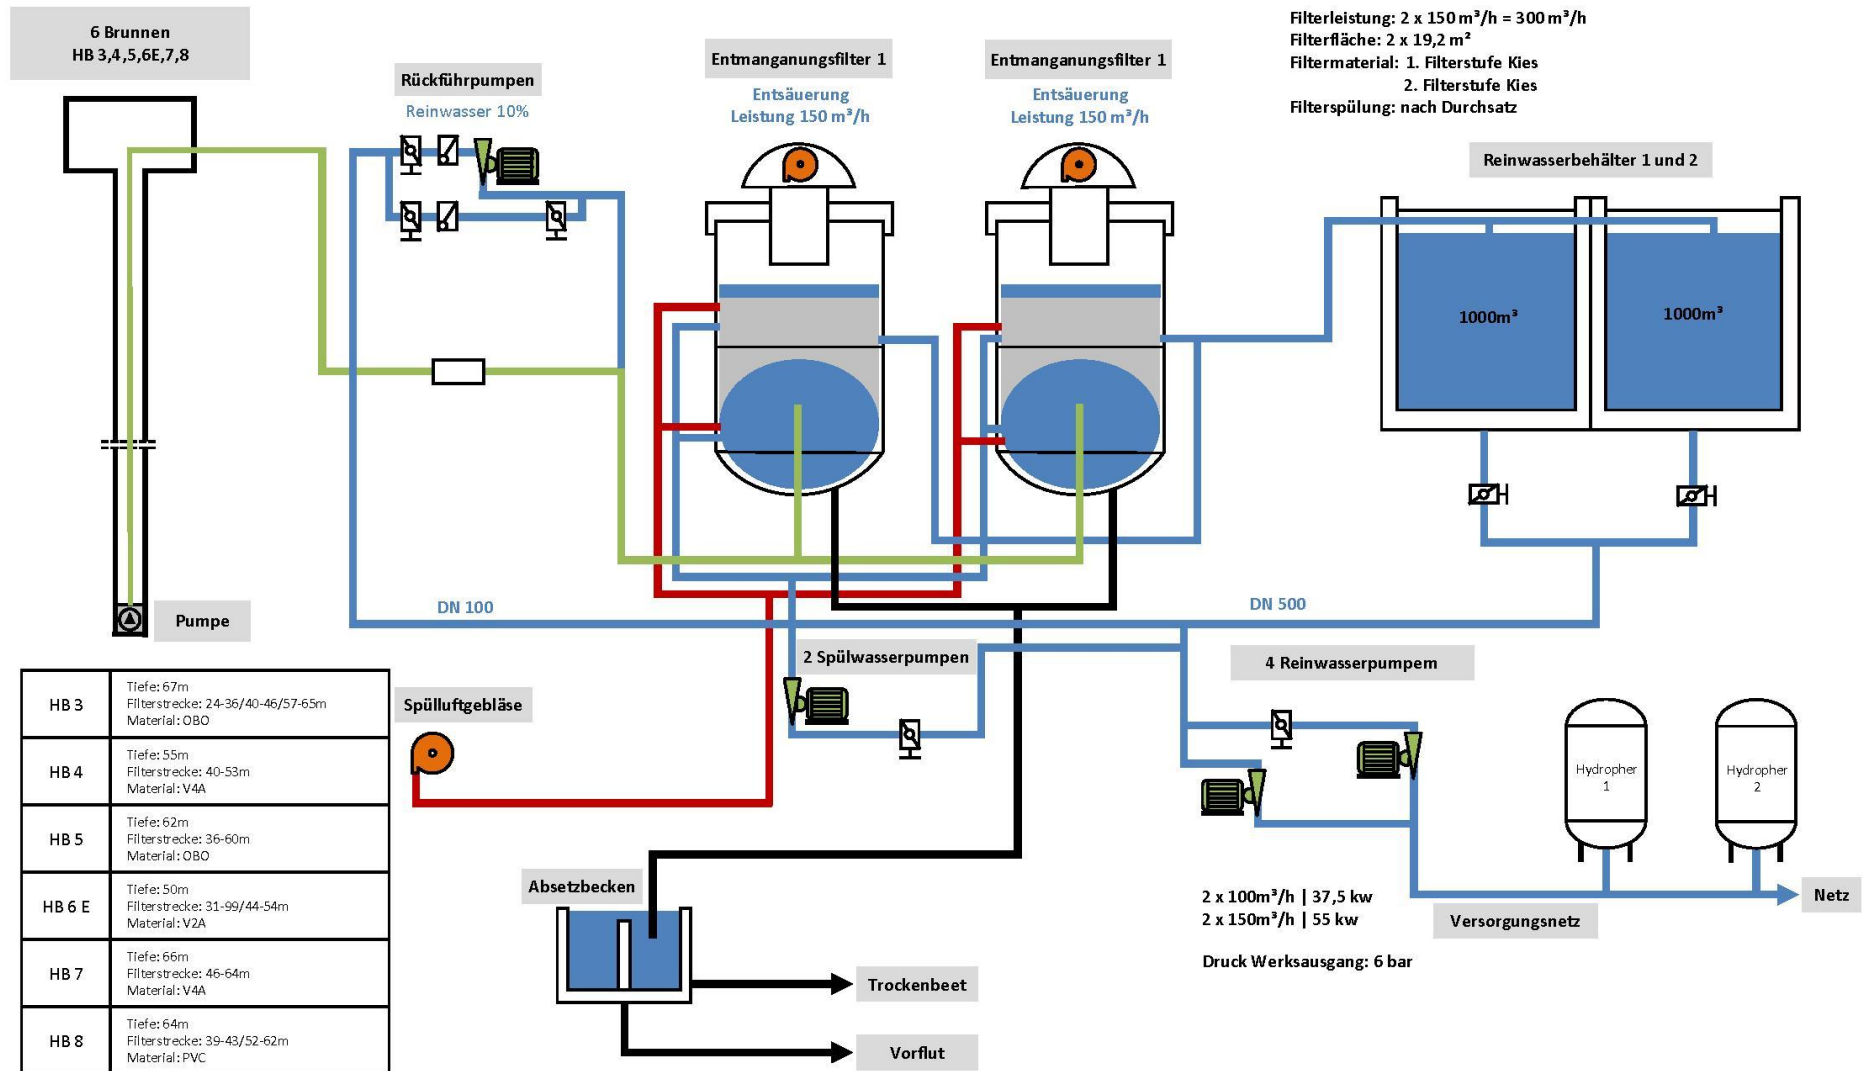 6 Brunnen
HB 3,4,5,6E,7,8
Rückführpumpen
Reinwasser 10%
Entmanganungsfilter 1
Entsäuerung
Leistung 150 m³/h
Entmanganungsfilter 1
Entsäuerung
Leistung 150 m³/h
Filterleistung: 2 x 150 m³/h = 300 m³/h
Filterfläche: 2 x 19,2 m²
Filtermaterial: 1. Filterstufe Kies
2. Filterstufe Kies
Filterspülung: nach Durchsatz
Reinwasserbehälter 1 und 2
1000m³
1000m³
Pumpe
DN 100
DN 500
2 Spülwasserpumpen
4 Reinwasserpumpem
Spülluftgebläse
HB 3
Tiefe: 67m
Filterstrecke: 24-36/40-46/57-65m
Material: OBO
HB 4
Tiefe: 55m
Filterstrecke: 40-53m
Material: V4A
HB 5
Tiefe: 62m
Filterstrecke: 36-60m
Material: OBO
HB 6 E
Tiefe: 50m
Filterstrecke: 31-99/44-54m
Material: V2A
HB 7
Tiefe: 66m
Filterstrecke: 46-64m
Material: V4A
HB 8
Tiefe: 64m
Filterstrecke: 39-43/52-62m
Material: PVC
Hydropher
1
Hydropher
2
Absetzbecken
2 x 100m³/h | 37,5 kw
2 x 150m³/h | 55 kw
Druck Werksausgang: 6 bar
Versorgungsnetz
Netz
Trockenbeet
Vorflut